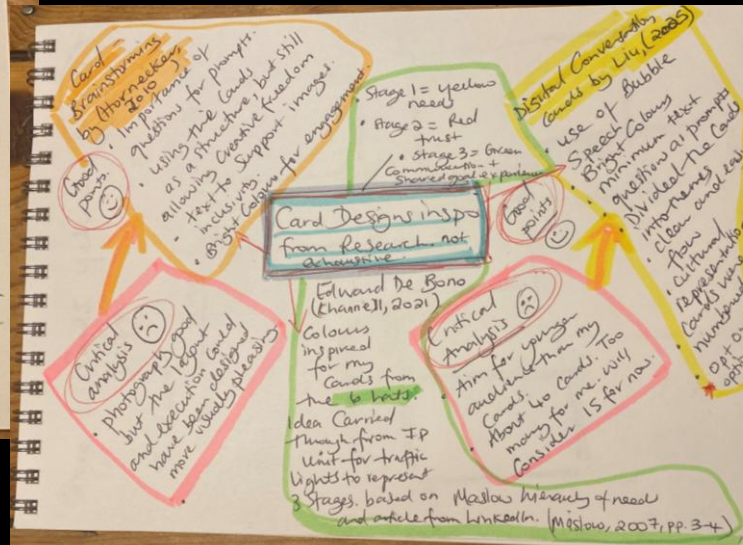 Card
Brainstorming
by (Hornecker,
2010)
• Importance of
question for prompts.
• using the cards
as a structure, but still
allowing creative freedom
• text to support images.
• inclusivity.
• Bright colours for engagement.
Good
points.
Critical
analysis
• photography good
but the layout
and execution could
have been designed
more visually pleasing.
• Stage 1 = yellow
need
• Stage 2 = Red
trust
• Stage 3 = Green
Communication +
shared goal experience
Card Designs inspo
from Research. not
exhaustive.
Edward De Bono
(Channell, 2021)
Colours
inspired
for my
Cards from
the 6 hats.
Idea Carried
through from IP
Unit for traffic
lights to represent
3 Stages. based on Maslow hierarchy of need
and article from LinkedIn. (Maslow, 2007, pp. 3-4)
Good
points
Critical
Analysis
• Aim for younger
audience than my
Cards.
About 40 Cards. Too
many for me. will
Consider 15 for now.
Digital Conversation
Cards by Liu, (2025)
• use of Bubble
Speech
• Bright Colours
• minimum text
• question as prompts
• Divided the Cards
into themes
• clean and
flow
• cultural
• Cards were
numbered